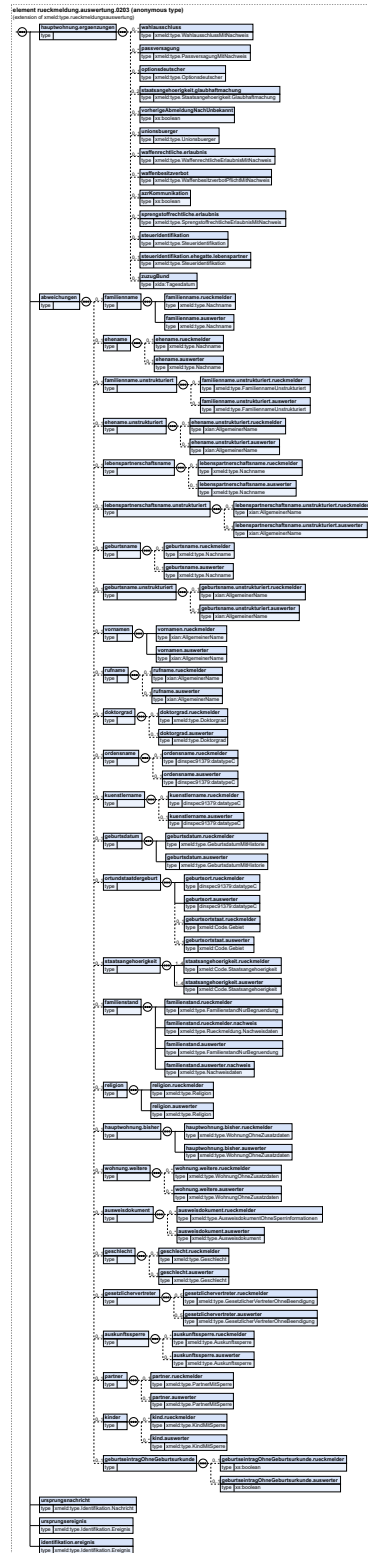 element rueckmeldung.auswertung.0203 (anonymous type)
(extension of xmeld:type.rueckmeldungsauswertung)
hauptwohnung.ergaenzungen
type
wahlausschluss
type xmeld:type.WahlausschlussMitNachweis
passversagung
type xmeld:type.PassversagungMitNachweis
optionsdeutscher
type xmeld:type.Optionsdeutscher
staatsangehoerigkeit.glaubhaftmachung
type xmeld:type.Staatsangehoerigkeit.Glaubhaftmachung
vorherigeAbmeldungNachUnbekannt
type xs:boolean
unionsbuerger
type xmeld:type.Unionsbuerger
waffenrechtliche.erlaubnis
type xmeld:type.WaffenrechtlicheErlaubnisMitNachweis
waffenbesitzverbot
type xmeld:type.WaffenbesitzverbotPflichtMitNachweis
azrKommunikation
type xs:boolean
sprengstoffrechtliche.erlaubnis
type xmeld:type.SprengstoffrechtlicheErlaubnisMitNachweis
steueridentifikation
type xmeld:type.Steueridentifikation
steueridentifikation.ehegatte.lebenspartner
type xmeld:type.Steueridentifikation
zuzugBund
type xida:Tagesdatum
abweichungen
type
familienname
type
familienname.rueckmelder
type xmeld:type.Nachname
familienname.auswerter
type xmeld:type.Nachname
ehename
type
ehename.rueckmelder
type xmeld:type.Nachname
ehename.auswerter
type xmeld:type.Nachname
familienname.unstrukturiert
type
familienname.unstrukturiert.rueckmelder
type xmeld:type.FamiliennameUnstrukturiert
familienname.unstrukturiert.auswerter
type xmeld:type.FamiliennameUnstrukturiert
ehename.unstrukturiert
type
ehename.unstrukturiert.rueckmelder
type xian:AllgemeinerName
ehename.unstrukturiert.auswerter
type xian:AllgemeinerName
lebenspartnerschaftsname
type
lebenspartnerschaftsname.rueckmelder
type xmeld:type.Nachname
lebenspartnerschaftsname.auswerter
type xmeld:type.Nachname
lebenspartnerschaftsname.unstrukturiert
type
lebenspartnerschaftsname.unstrukturiert.rueckmelder
type xian:AllgemeinerName
lebenspartnerschaftsname.unstrukturiert.auswerter
type xian:AllgemeinerName
geburtsname
type
geburtsname.rueckmelder
type xmeld:type.Nachname
geburtsname.auswerter
type xmeld:type.Nachname
geburtsname.unstrukturiert
type
geburtsname.unstrukturiert.rueckmelder
type xian:AllgemeinerName
geburtsname.unstrukturiert.auswerter
type xian:AllgemeinerName
vornamen
type
vornamen.rueckmelder
type xian:AllgemeinerName
vornamen.auswerter
type xian:AllgemeinerName
rufname
type
rufname.rueckmelder
type xian:AllgemeinerName
rufname.auswerter
type xian:AllgemeinerName
doktorgrad
type
doktorgrad.rueckmelder
type xmeld:type.Doktorgrad
doktorgrad.auswerter
type xmeld:type.Doktorgrad
ordensname
type
ordensname.rueckmelder
type dinspec91379:datatypeC
ordensname.auswerter
type dinspec91379:datatypeC
kuenstlername
type
kuenstlername.rueckmelder
type dinspec91379:datatypeC
kuenstlername.auswerter
type dinspec91379:datatypeC
geburtsdatum
type
geburtsdatum.rueckmelder
type xmeld:type.GeburtsdatumMitHistorie
geburtsdatum.auswerter
type xmeld:type.GeburtsdatumMitHistorie
ortundstaatdergeburt
type
geburtsort.rueckmelder
type dinspec91379:datatypeC
geburtsort.auswerter
type dinspec91379:datatypeC
geburtsortstaat.rueckmelder
type xmeld:Code.Gebiet
geburtsortstaat.auswerter
type xmeld:Code.Gebiet
staatsangehoerigkeit
type
staatsangehoerigkeit.rueckmelder
type xmeld:Code.Staatsangehoerigkeit
staatsangehoerigkeit.auswerter
type xmeld:Code.Staatsangehoerigkeit
familienstand
type
familienstand.rueckmelder
type xmeld:type.FamilienstandNurBegruendung
familienstand.rueckmelder.nachweis
type xmeld:type.Rueckmeldung.Nachweisdaten
familienstand.auswerter
type xmeld:type.FamilienstandNurBegruendung
familienstand.auswerter.nachweis
type xmeld:type.Nachweisdaten
religion
type
religion.rueckmelder
type xmeld:type.Religion
religion.auswerter
type xmeld:type.Religion
hauptwohnung.bisher
type
hauptwohnung.bisher.rueckmelder
type xmeld:type.WohnungOhneZusatzdaten
hauptwohnung.bisher.auswerter
type xmeld:type.WohnungOhneZusatzdaten
wohnung.weitere
type
wohnung.weitere.rueckmelder
type xmeld:type.WohnungOhneZusatzdaten
wohnung.weitere.auswerter
type xmeld:type.WohnungOhneZusatzdaten
ausweisdokument
type
ausweisdokument.rueckmelder
type xmeld:type.AusweisdokumentOhneSperrinformationen
ausweisdokument.auswerter
type xmeld:type.Ausweisdokument
geschlecht
type
geschlecht.rueckmelder
type xmeld:type.Geschlecht
geschlecht.auswerter
type xmeld:type.Geschlecht
gesetzlichervertreter
type
gesetzlichervertreter.rueckmelder
type xmeld:type.GesetzlicherVertreterOhneBeendigung
gesetzlichervertreter.auswerter
type xmeld:type.GesetzlicherVertreterOhneBeendigung
auskunftssperre
type
auskunftssperre.rueckmelder
type xmeld:type.Auskunftssperre
auskunftssperre.auswerter
type xmeld:type.Auskunftssperre
partner
type
partner.rueckmelder
type xmeld:type.PartnerMitSperre
partner.auswerter
type xmeld:type.PartnerMitSperre
kinder
type
kind.rueckmelder
type xmeld:type.KindMitSperre
kind.auswerter
type xmeld:type.KindMitSperre
geburtseintragOhneGeburtsurkunde
type
geburtseintragOhneGeburtsurkunde.rueckmelder
type xs:boolean
geburtseintragOhneGeburtsurkunde.auswerter
type xs:boolean
ursprungsnachricht
type xmeld:type.Identifikation.Nachricht
ursprungsereignis
type xmeld:type.Identifikation.Ereignis
identifikation.ereignis
type xmeld:type.Identifikation.Ereignis